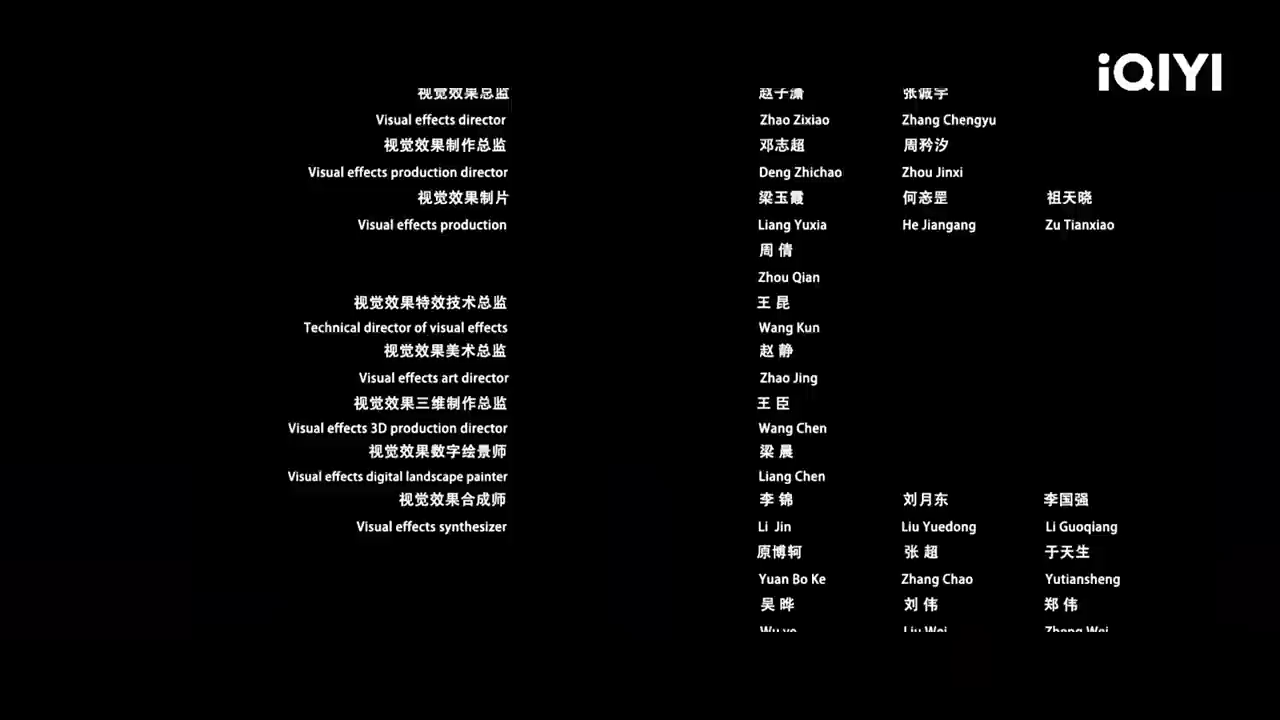 iQIYI
视觉效果总监 赵子潇 张诚宇
Visual effects director Zhao Zixiao Zhang Chengyu
视觉效果制作总监 邓志超 周矜汐
Visual effects production director Deng Zhichao Zhou Jinxi
视觉效果制片 梁玉霞 祖天晓
Visual effects production Liang Yuxia He Jiangang Zu Tianxiao
周 倩
Zhou Qian
视觉效果特效技术总监 王 昆
Technical director of visual effects Wang Kun
视觉效果美术总监 赵 静
Visual effects art director Zhao Jing
视觉效果三维制作总监 王 臣
Visual effects 3D production director Wang Chen
视觉效果数字绘景师 梁 晨
Visual effects digital landscape painter Liang Chen
视觉效果合成师 李 锦 刘月东 李国强
Visual effects synthesizer Li Jin Liu Yuedong Li Guoqiang
原博轲 张 超 于天生
Yuan Bo Ke Zhang Chao Yutiansheng
吴 晔 刘 伟 郑 伟